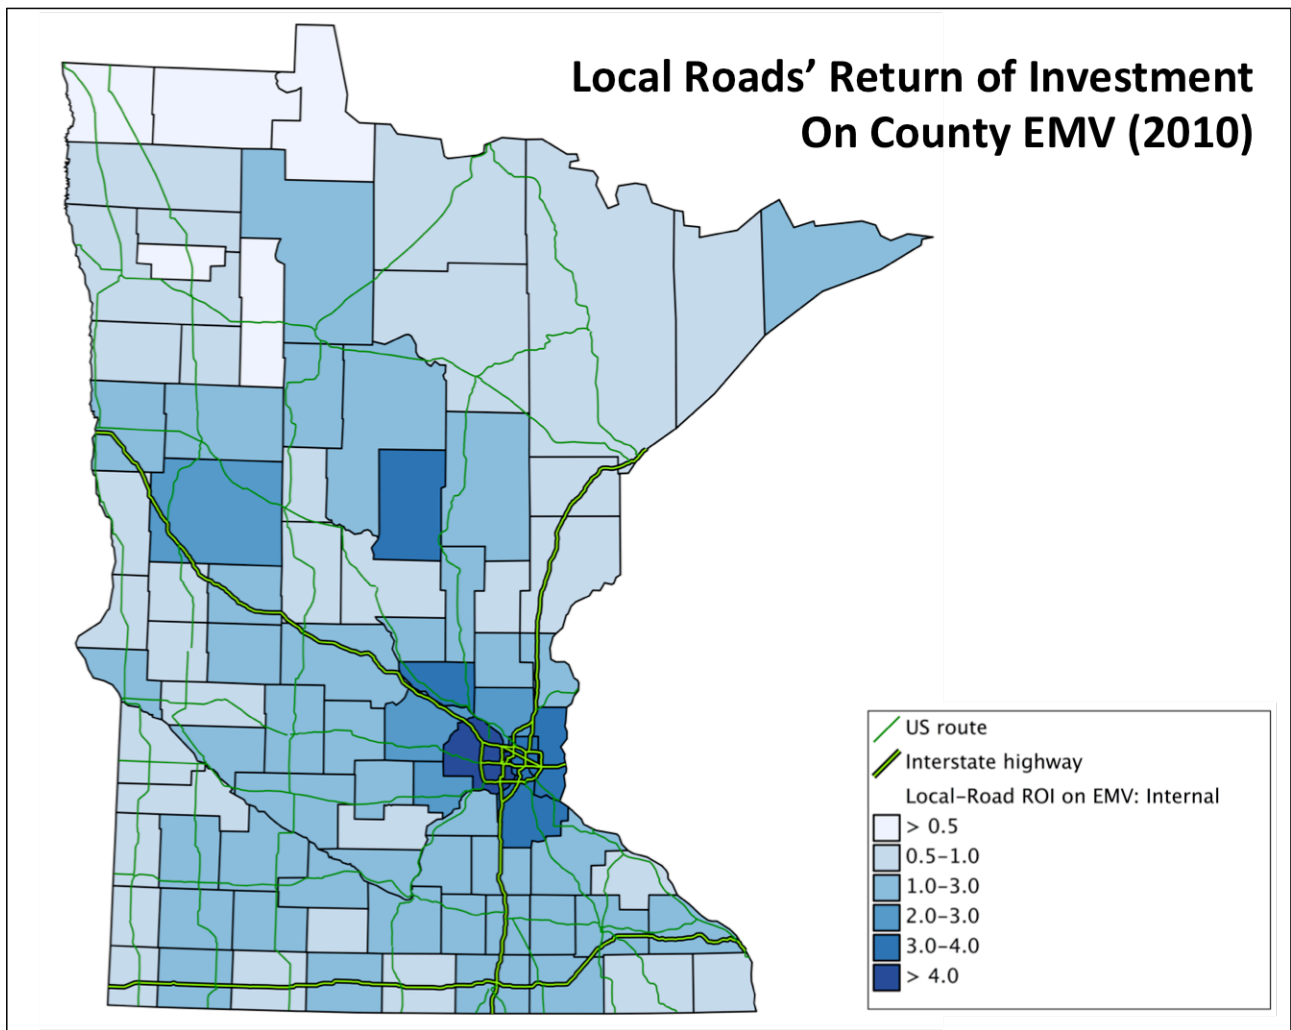 Local Roads’ Return of Investment
On County EMV (2010)
US route
Interstate highway
Local-Road ROI on EMV: Internal
> 0.5
0.5-1.0
1.0-3.0
2.0-3.0
3.0-4.0
> 4.0